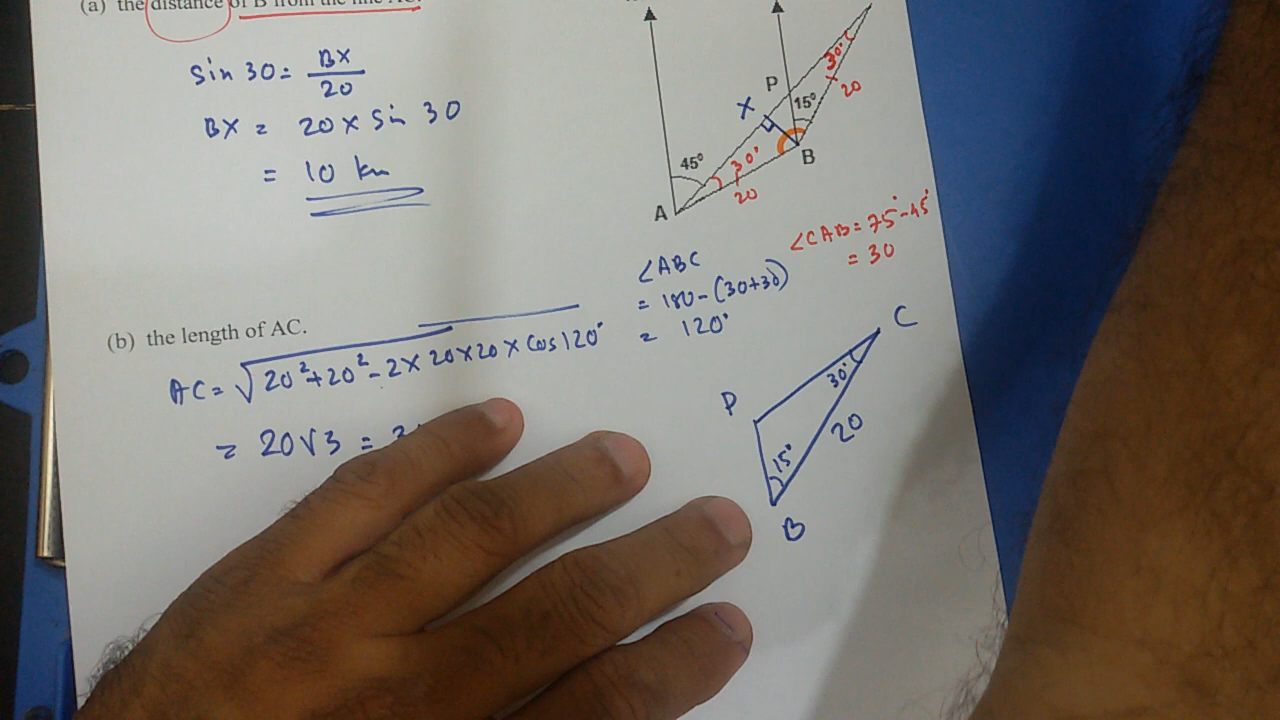 (a) the distance of B from the line AC.
sin 30 = BX / 20
BX = 20 x sin 30
= 10 km
P
X
15°
30°
20
45°
30°
20
A
B
∠CAB = 75° - 45°
= 30
∠ABC
= 180 - (30+30)
= 120°
(b) the length of AC.
AC = √20² + 20² - 2 x 20 x 20 x cos 120°
= 20√3 =
C
P
30°
20
15°
B